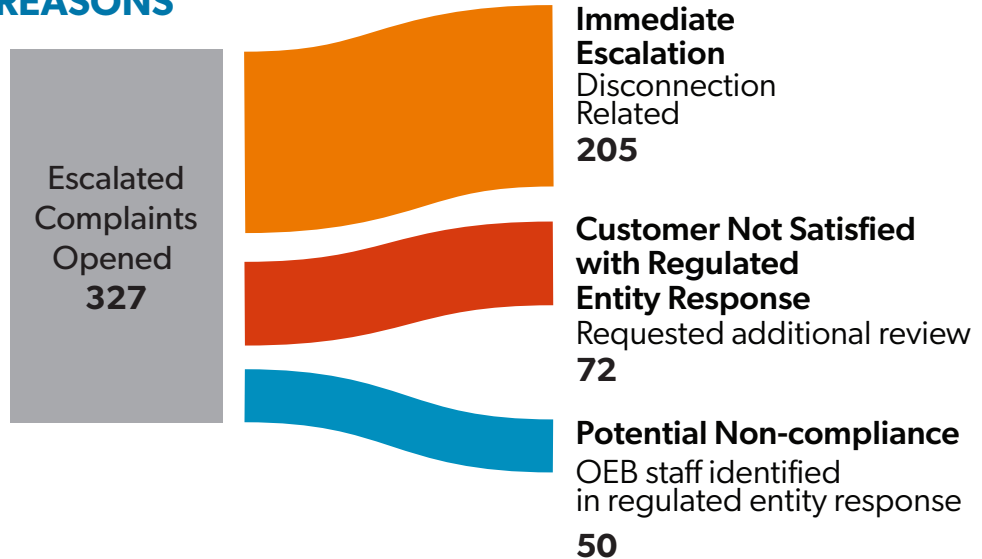 REASONS
Escalated
Complaints
Opened
327
Immediate
Escalation
Disconnection
Related
205
Customer Not Satisfied
with Regulated
Entity Response
Requested additional review
72
Potential Non-compliance
OEB staff identified
in regulated entity response
50